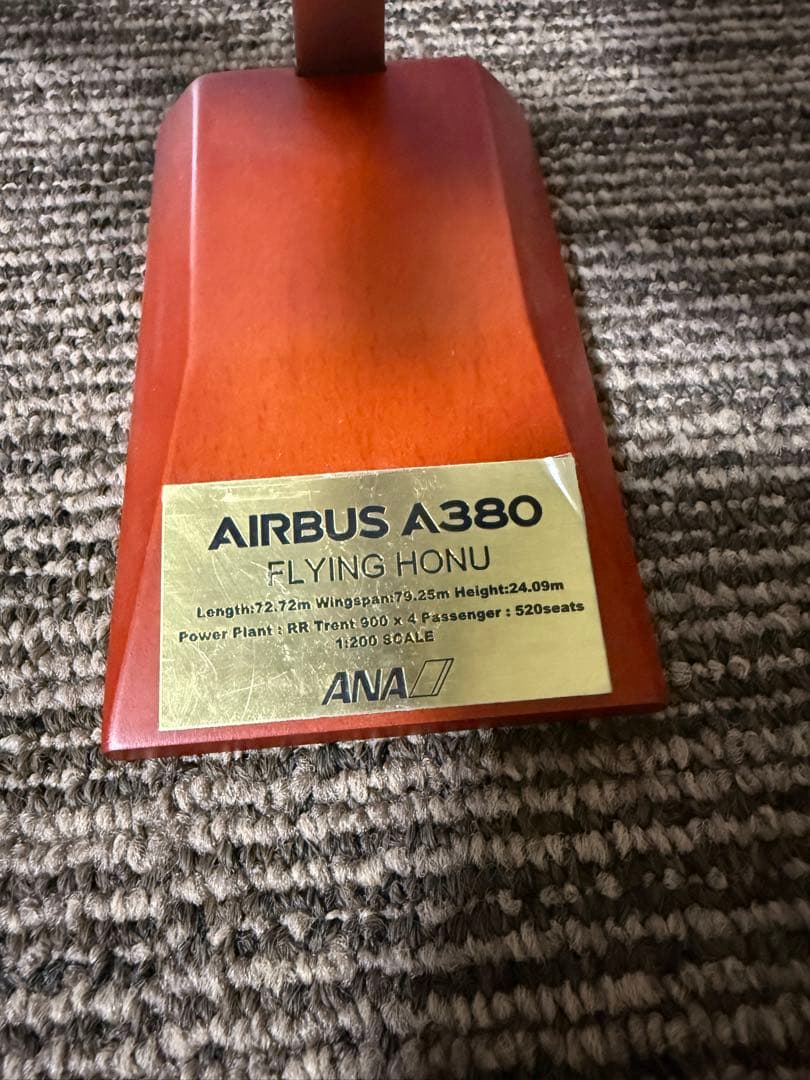 AIRBUS A380
FLYING HONU
Length:72.72m Wingspan:79.25m Height:24.09m
Power Plant : RR Trent 900 x 4 Passenger : 520seats
1:200 SCALE
ANA